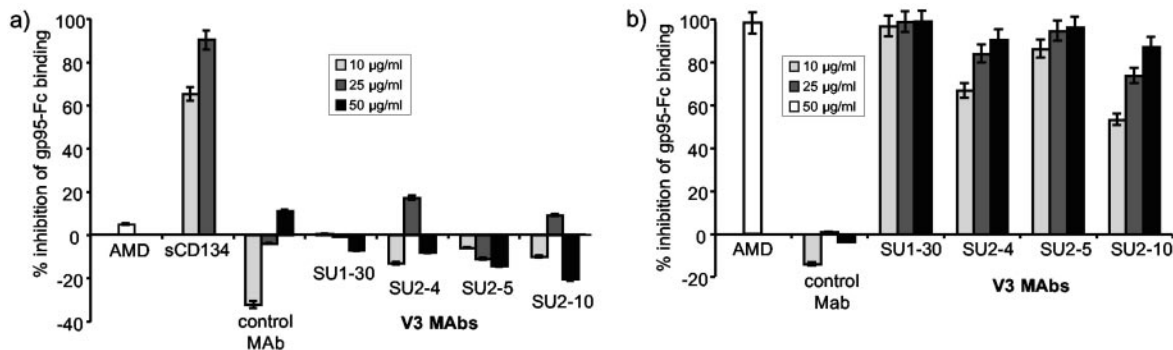 a)
% inhibition of gp95-Fc binding
100
80
60
40
20
0
-20
-40
10 µg/ml
25 µg/ml
50 µg/ml
AMD
sCD134
control
MAb
SU1-30
SU2-4
SU2-5
SU2-10
V3 MAbs
b)
% inhibition of gp95-Fc binding
100
80
60
40
20
0
-20
10 µg/ml
25 µg/ml
50 µg/ml
AMD
control
Mab
SU1-30
SU2-4
SU2-5
SU2-10
V3 MAbs